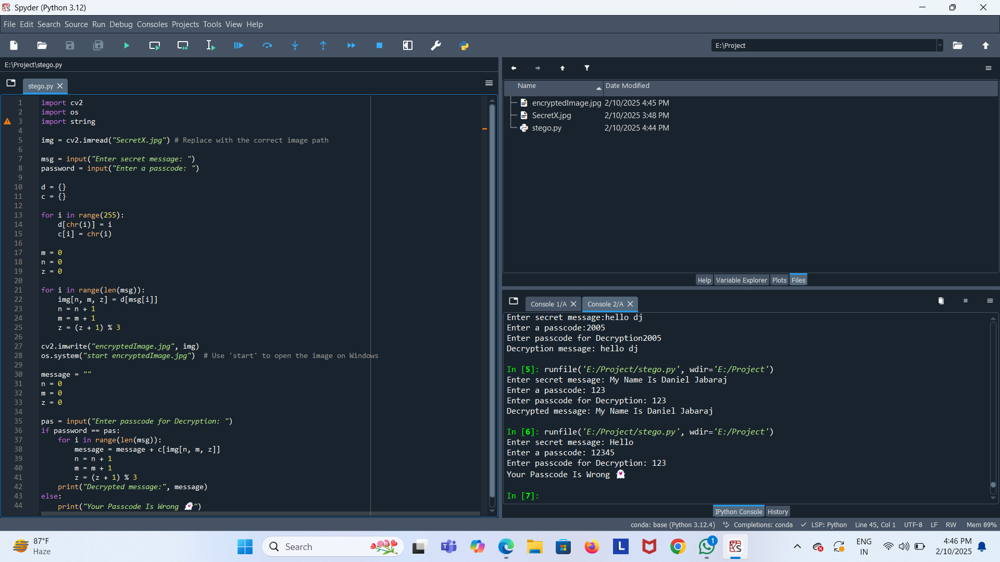 Spyder (Python 3.12)
File Edit Search Source Run Debug Consoles Projects Tools View Help
E:\Project
E:\Project\stego.py
stego.py
1 import cv2
2 import os
3 import string
4
5 img = cv2.imread("SecretX.jpg") # Replace with the correct image path
6
7 msg = input("Enter secret message: ")
8 password = input("Enter a passcode: ")
9
10 d = {}
11 c = {}
12
13 for i in range(255):
14     d[chr(i)] = i
15     c[i] = chr(i)
16
17 m = 0
18 n = 0
19 z = 0
20
21 for i in range(len(msg)):
22     img[n, m, z] = d[msg[i]]
23     n = n + 1
24     m = m + 1
25     z = (z + 1) % 3
26
27 cv2.imwrite("encryptedImage.jpg", img)
28 os.system("start encryptedImage.jpg")  # Use 'start' to open the image on Windows
29
30 message = ""
31 n = 0
32 m = 0
33 z = 0
34
35 pas = input("Enter passcode for Decryption: ")
36 if password == pas:
37     for i in range(len(msg)):
38         message = message + c[img[n, m, z]]
39         n = n + 1
40         m = m + 1
41         z = (z + 1) % 3
42     print("Decrypted message:", message)
43 else:
44     print("Your Passcode Is Wrong 👻")
Name Date Modified
encryptedImage.jpg 2/10/2025 4:45 PM
SecretX.jpg 2/10/2025 3:48 PM
stego.py 2/10/2025 4:44 PM
Help Variable Explorer Plots Files
Console 1/A Console 2/A
Enter secret message:hello dj
Enter a passcode:2005
Enter passcode for Decryption2005
Decryption message: hello dj
In [5]: runfile('E:/Project/stego.py', wdir='E:/Project')
Enter secret message: My Name Is Daniel Jabaraj
Enter a passcode: 123
Enter passcode for Decryption: 123
Decrypted message: My Name Is Daniel Jabaraj
In [6]: runfile('E:/Project/stego.py', wdir='E:/Project')
Enter secret message: Hello
Enter a passcode: 12345
Enter passcode for Decryption: 123
Your Passcode Is Wrong 👻
In [7]:
IPython Console History
conda: base (Python 3.12.4) Completions: conda LSP: Python Line 45, Col 1 UTF-8 LF RW Mem 89%
87°F
Haze
Search
L
1
ENG
IN
4:46 PM
2/10/2025